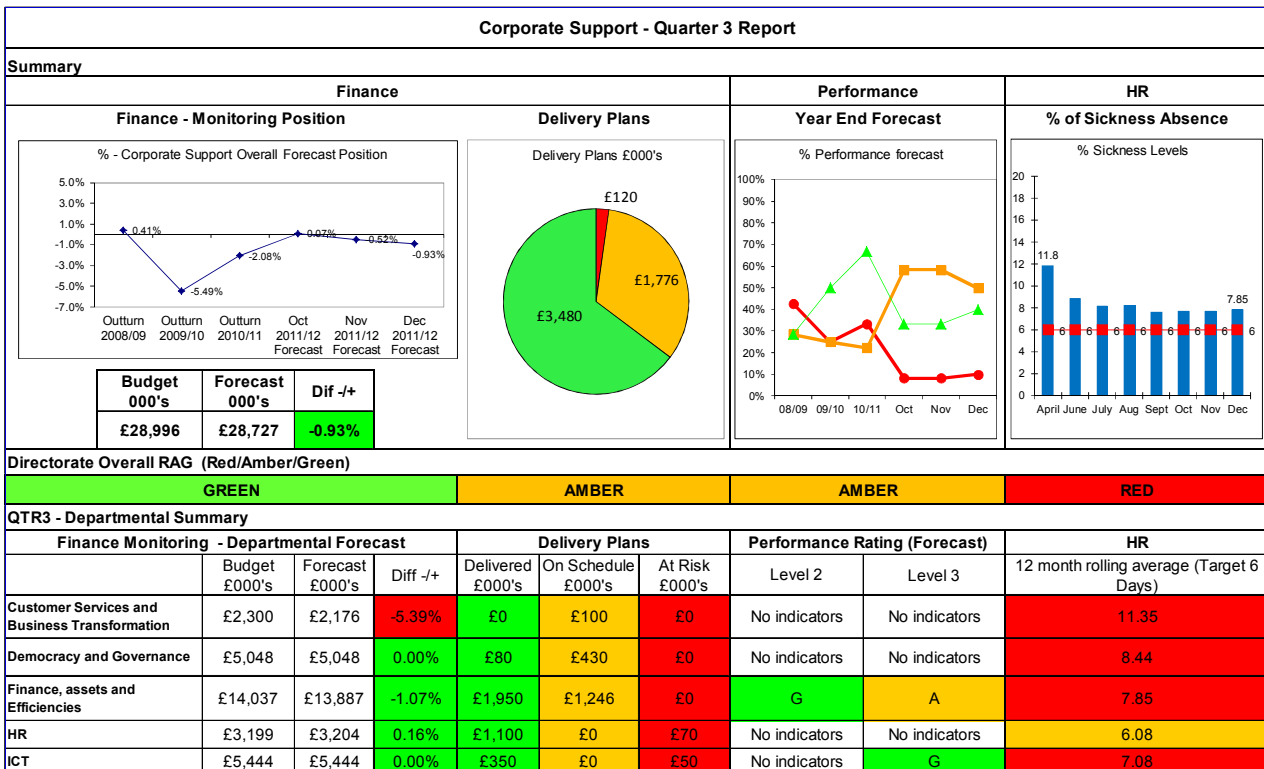 Corporate Support - Quarter 3 Report
Summary
Finance
Performance
HR
Finance - Monitoring Position
Delivery Plans
Year End Forecast
% of Sickness Absence
% - Corporate Support Overall Forecast Position
5.0%
3.0%
1.0%
-1.0%
-3.0%
-5.0%
-7.0%
0.41%
-5.49%
-2.08%
0.07%
-0.52%
-0.93%
Outturn 2008/09
Outturn 2009/10
Outturn 2010/11
Oct 2011/12 Forecast
Nov 2011/12 Forecast
Dec 2011/12 Forecast
Budget 000's
Forecast 000's
Dif -/+
£28,996
£28,727
-0.93%
Delivery Plans £000's
£120
£1,776
£3,480
% Performance forecast
100%
90%
80%
70%
60%
50%
40%
30%
20%
10%
0%
08/09 09/10 10/11 Oct Nov Dec
% Sickness Levels
20
18
16
14
12
10
8
6
4
2
0
11.8
7.85
6 6 6 6 6 6 6 6
April June July Aug Sept Oct Nov Dec
Directorate Overall RAG (Red/Amber/Green)
GREEN
AMBER
AMBER
RED
QTR3 - Departmental Summary
Finance Monitoring - Departmental Forecast
Delivery Plans
Performance Rating (Forecast)
HR
Budget £000's
Forecast £000's
Diff -/+
Delivered £000's
On Schedule £000's
At Risk £000's
Level 2
Level 3
12 month rolling average (Target 6 Days)
Customer Services and Business Transformation £2,300 £2,176 -5.39% £0 £100 £0 No indicators No indicators 11.35
Democracy and Governance £5,048 £5,048 0.00% £80 £430 £0 No indicators No indicators 8.44
Finance, assets and Efficiencies £14,037 £13,887 -1.07% £1,950 £1,246 £0 G A 7.85
HR £3,199 £3,204 0.16% £1,100 £0 £70 No indicators No indicators 6.08
ICT £5,444 £5,444 0.00% £350 £0 £50 No indicators G 7.08